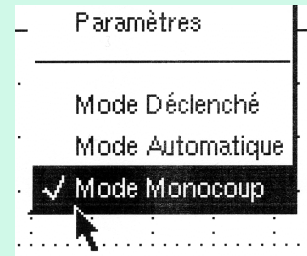 Paramètres
Mode Déclenché
Mode Automatique
✓ Mode Monocoup